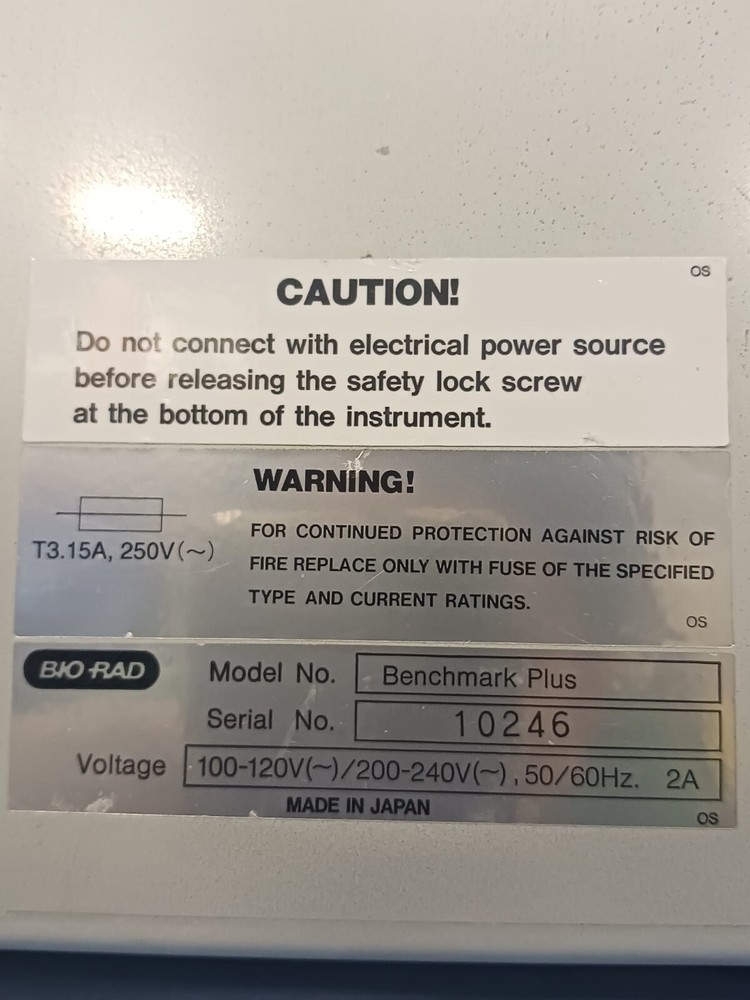 OS
CAUTION!
Do not connect with electrical power source
before releasing the safety lock screw
at the bottom of the instrument.
WARNING!
T3.15A, 250V(~)
FOR CONTINUED PROTECTION AGAINST RISK OF
FIRE REPLACE ONLY WITH FUSE OF THE SPECIFIED
TYPE AND CURRENT RATINGS.
OS
BIO-RAD
Model No. Benchmark Plus
Serial No. 10246
Voltage 100-120V(~)/200-240V(~), 50/60Hz. 2A
MADE IN JAPAN
OS